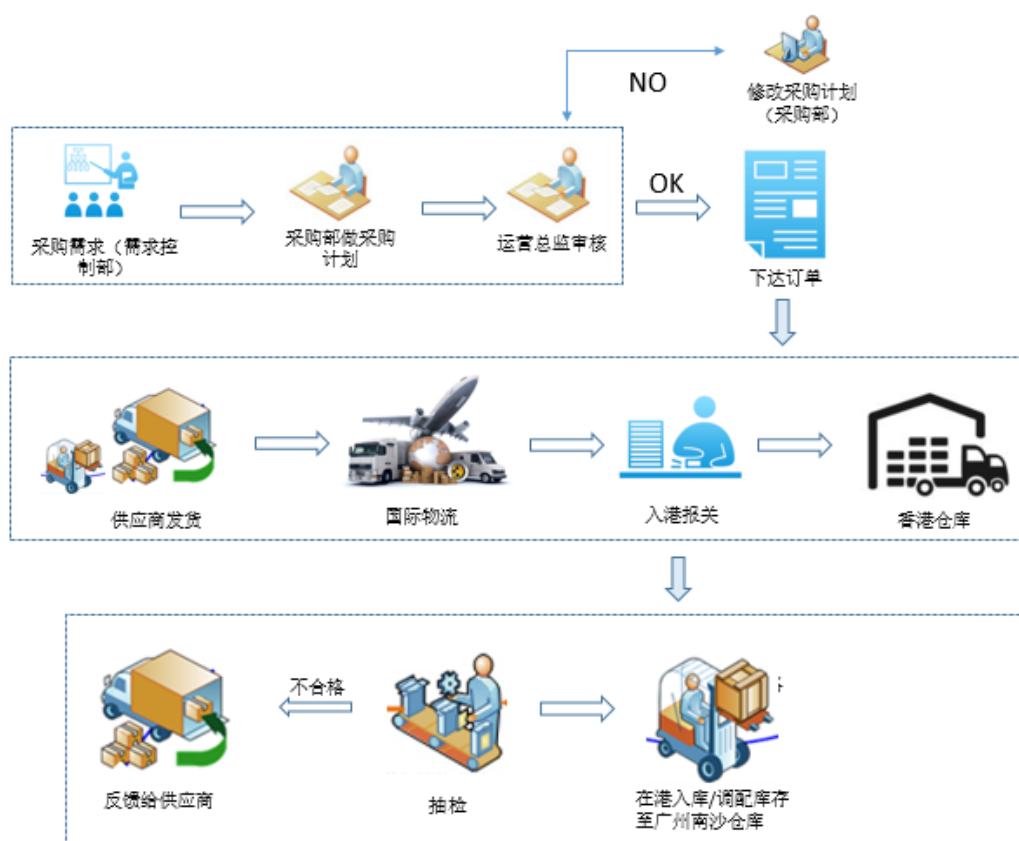 NO
修改采购计划
（采购部）
OK
采购需求（需求控
制部）
采购部做采购
计划
运营总监审核
下达订单
供应商发货
国际物流
入港报关
香港仓库
不合格
反馈给供应商
抽检
在港入库/调配库存
至广州南沙仓库